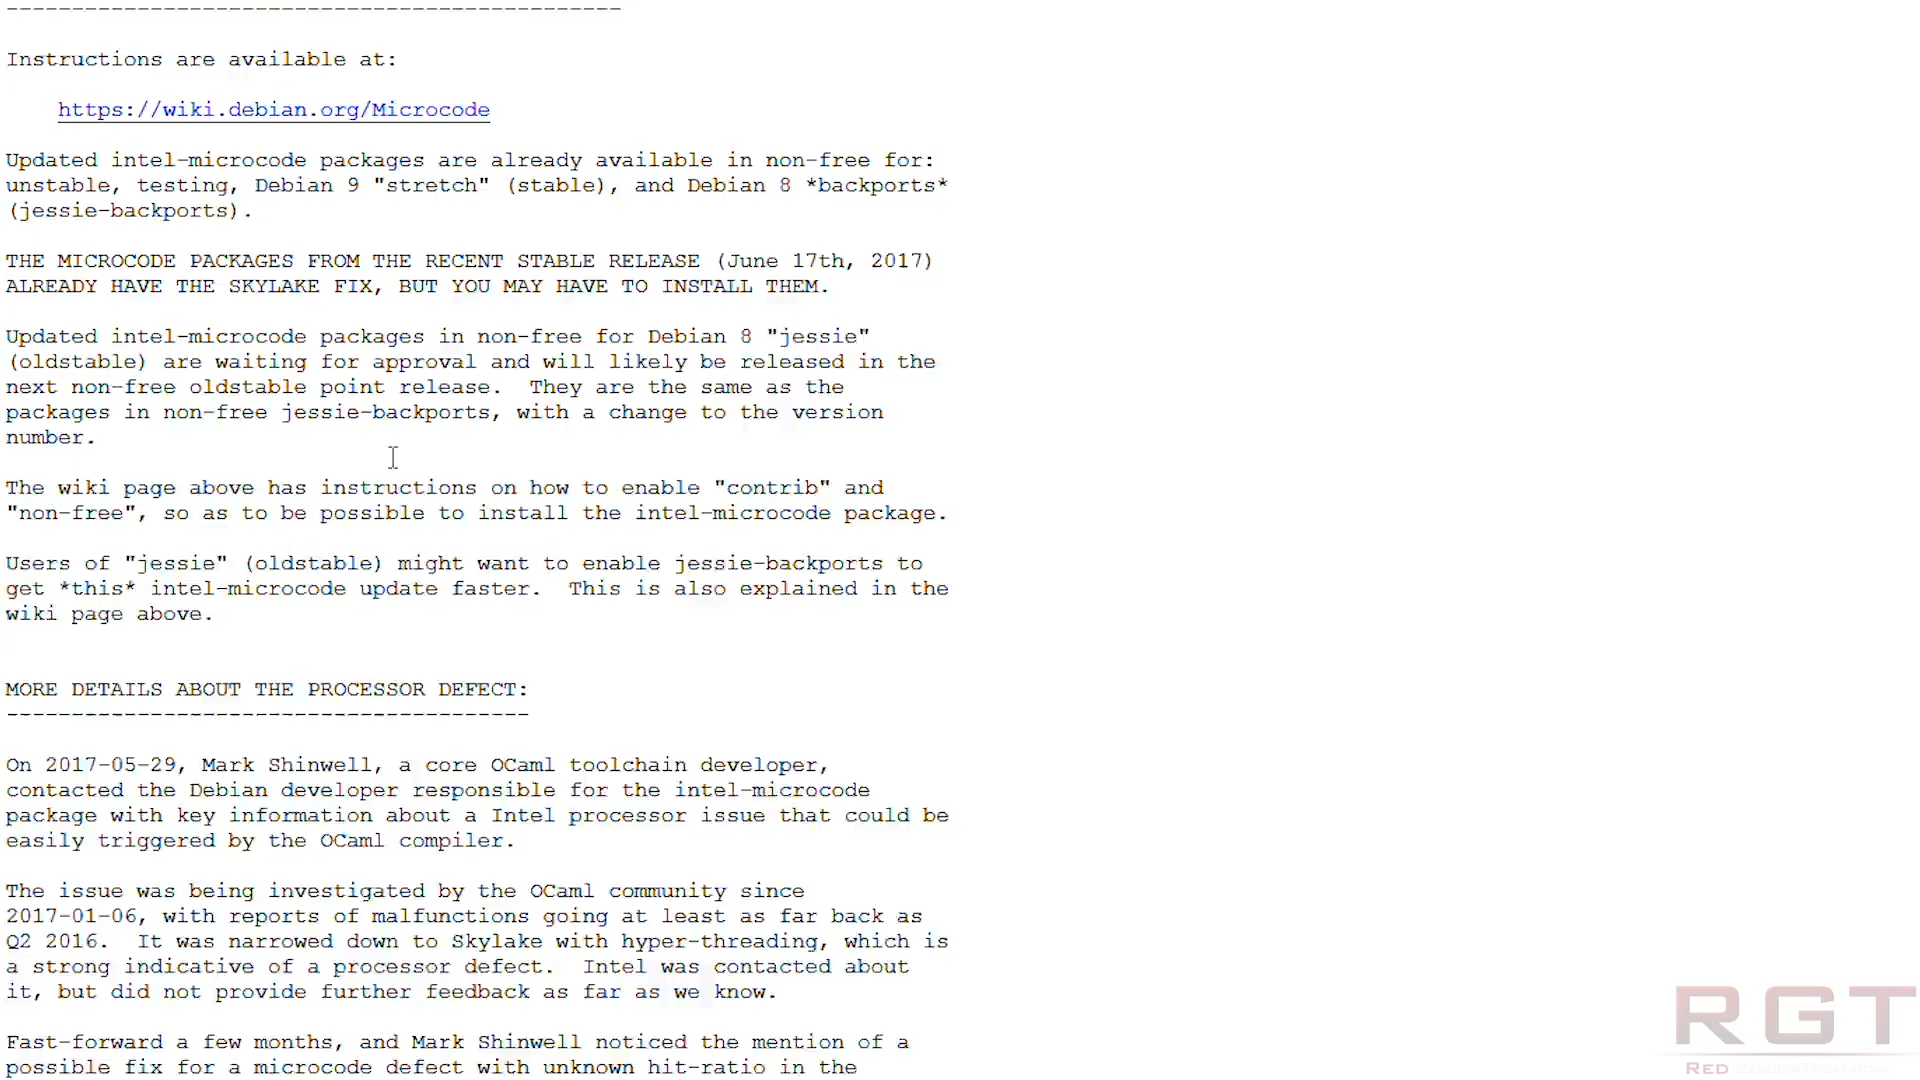 -----------------------------------------------
Instructions are available at:
https://wiki.debian.org/Microcode
Updated intel-microcode packages are already available in non-free for:
unstable, testing, Debian 9 "stretch" (stable), and Debian 8 *backports*
(jessie-backports).
THE MICROCODE PACKAGES FROM THE RECENT STABLE RELEASE (June 17th, 2017)
ALREADY HAVE THE SKYLAKE FIX, BUT YOU MAY HAVE TO INSTALL THEM.
Updated intel-microcode packages in non-free for Debian 8 "jessie"
(oldstable) are waiting for approval and will likely be released in the
next non-free oldstable point release.  They are the same as the
packages in non-free jessie-backports, with a change to the version
number.
The wiki page above has instructions on how to enable "contrib" and
"non-free", so as to be possible to install the intel-microcode package.
Users of "jessie" (oldstable) might want to enable jessie-backports to
get *this* intel-microcode update faster.  This is also explained in the
wiki page above.
MORE DETAILS ABOUT THE PROCESSOR DEFECT:
----------------------------------------
On 2017-05-29, Mark Shinwell, a core OCaml toolchain developer,
contacted the Debian developer responsible for the intel-microcode
package with key information about a Intel processor issue that could be
easily triggered by the OCaml compiler.
The issue was being investigated by the OCaml community since
2017-01-06, with reports of malfunctions going at least as far back as
Q2 2016.  It was narrowed down to Skylake with hyper-threading, which is
a strong indicative of a processor defect.  Intel was contacted about
it, but did not provide further feedback as far as we know.
Fast-forward a few months, and Mark Shinwell noticed the mention of a
possible fix for a microcode defect with unknown hit-ratio in the
RGT
RED